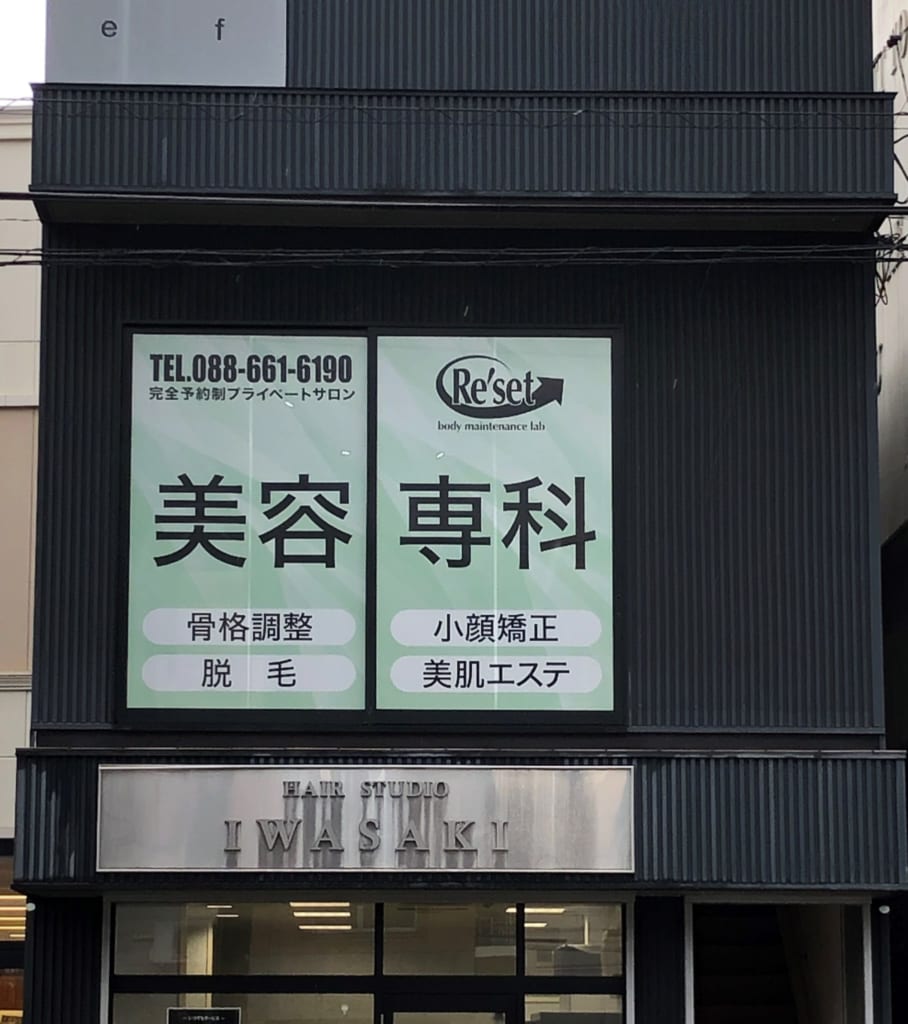 e f
TEL.088-661-6190
完全予約制プライベートサロン
Re'set
body maintenance lab
美容専科
骨格調整
小顔矯正
脱 毛
美肌エステ
HAIR STUDIO
IWASAKI